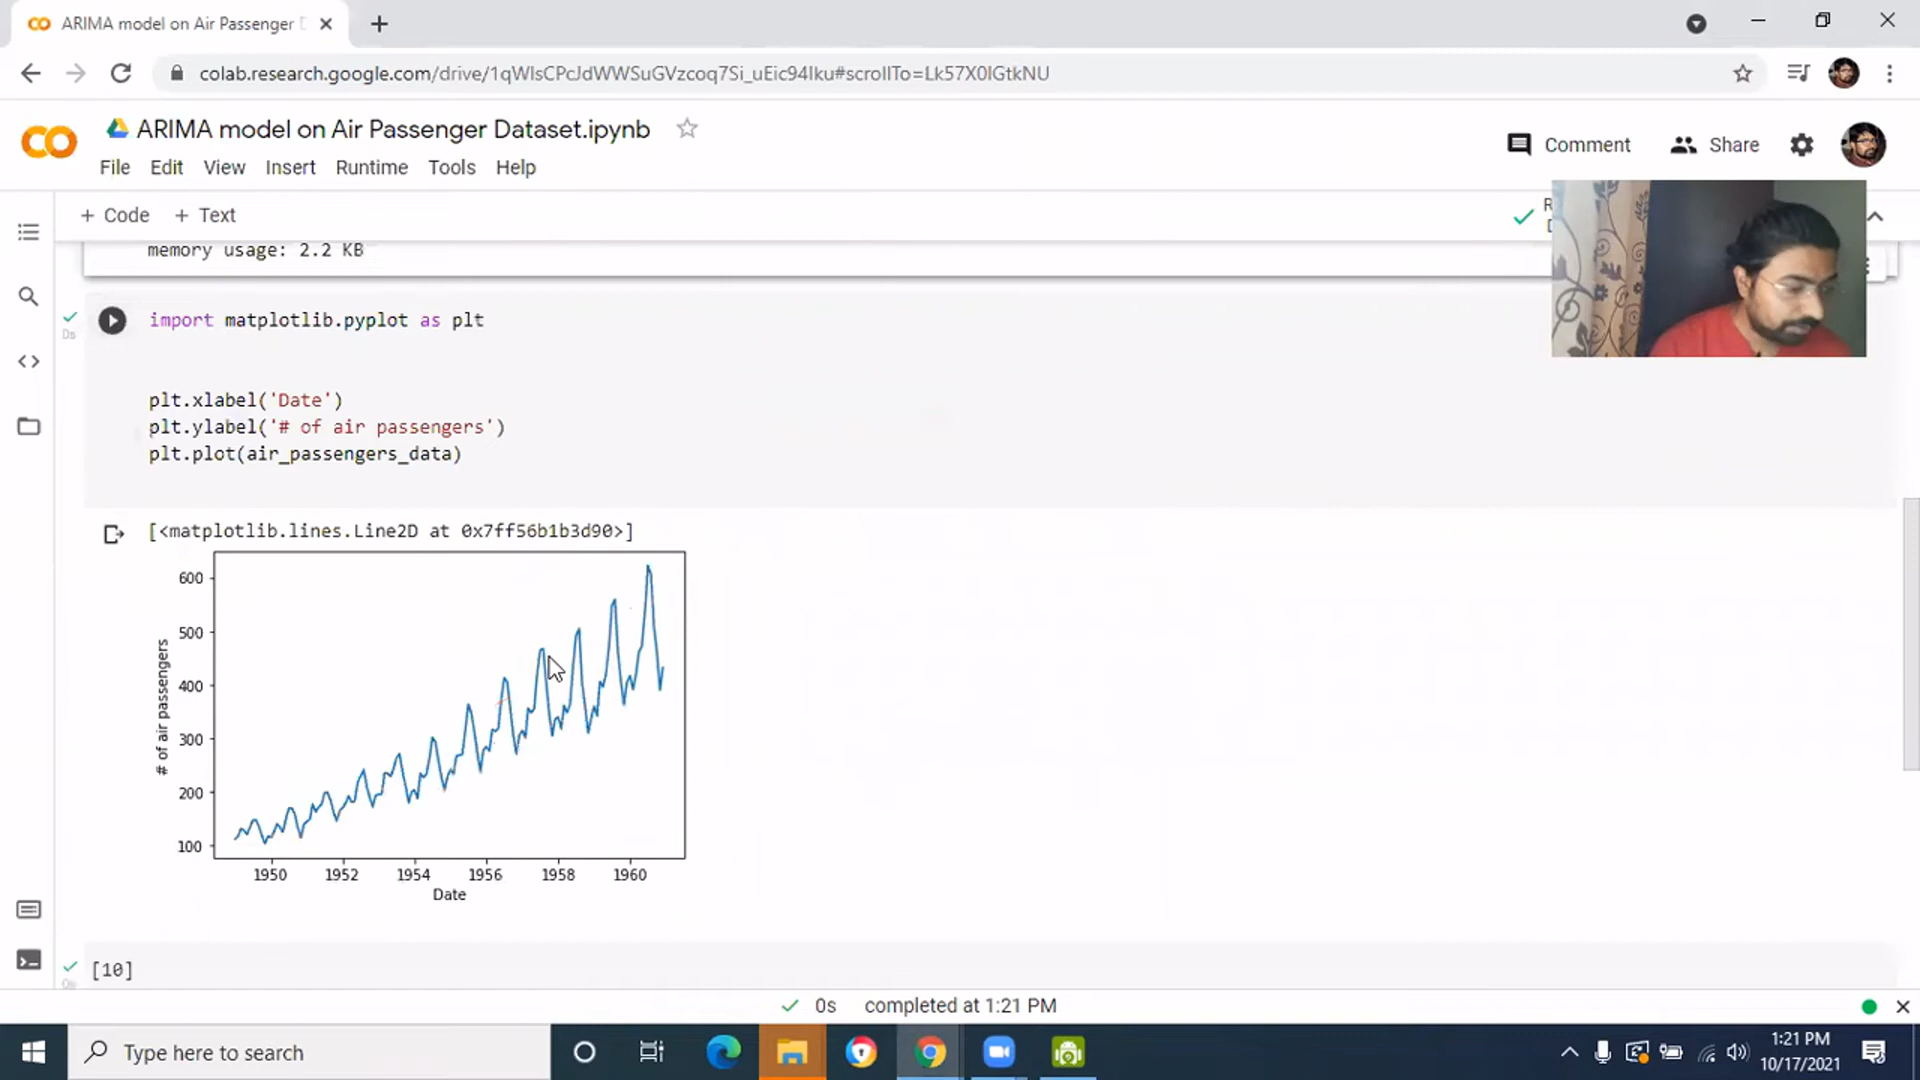 ARIMA model on Air Passenger D
colab.research.google.com/drive/1qWlsCPcJdWWSuGVzcoq7Si_uEic94Iku#scrollTo=Lk57X0IGtkNU
ARIMA model on Air Passenger Dataset.ipynb
Comment
Share
File Edit View Insert Runtime Tools Help
+ Code + Text
memory usage: 2.2 KB
0s
import matplotlib.pyplot as plt
plt.xlabel('Date')
plt.ylabel('# of air passengers')
plt.plot(air_passengers_data)
[<matplotlib.lines.Line2D at 0x7ff56b1b3d90>]
600
500
400
300
200
100
# of air passengers
1950 1952 1954 1956 1958 1960
Date
[10]
0s
0s completed at 1:21 PM
Type here to search
1:21 PM
10/17/2021